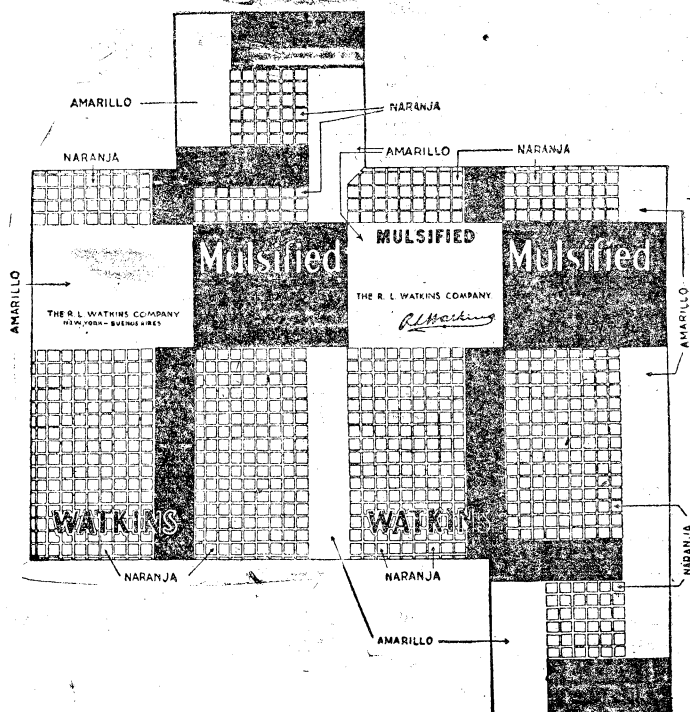 AMARILLO
NARANJA
AMARILLO
NARANJA
NARANJA
MULSIFIED
Mulsified
Mulsified
AMARILLO
THE R. L. WATKINS COMPANY
NEW YORK - BUENOS AIRES
THE R. L. WATKINS COMPANY
R.L. Watkins
AMARILLO
WATKINS
WATKINS
NARANJA
NARANJA
NARANJA
AMARILLO